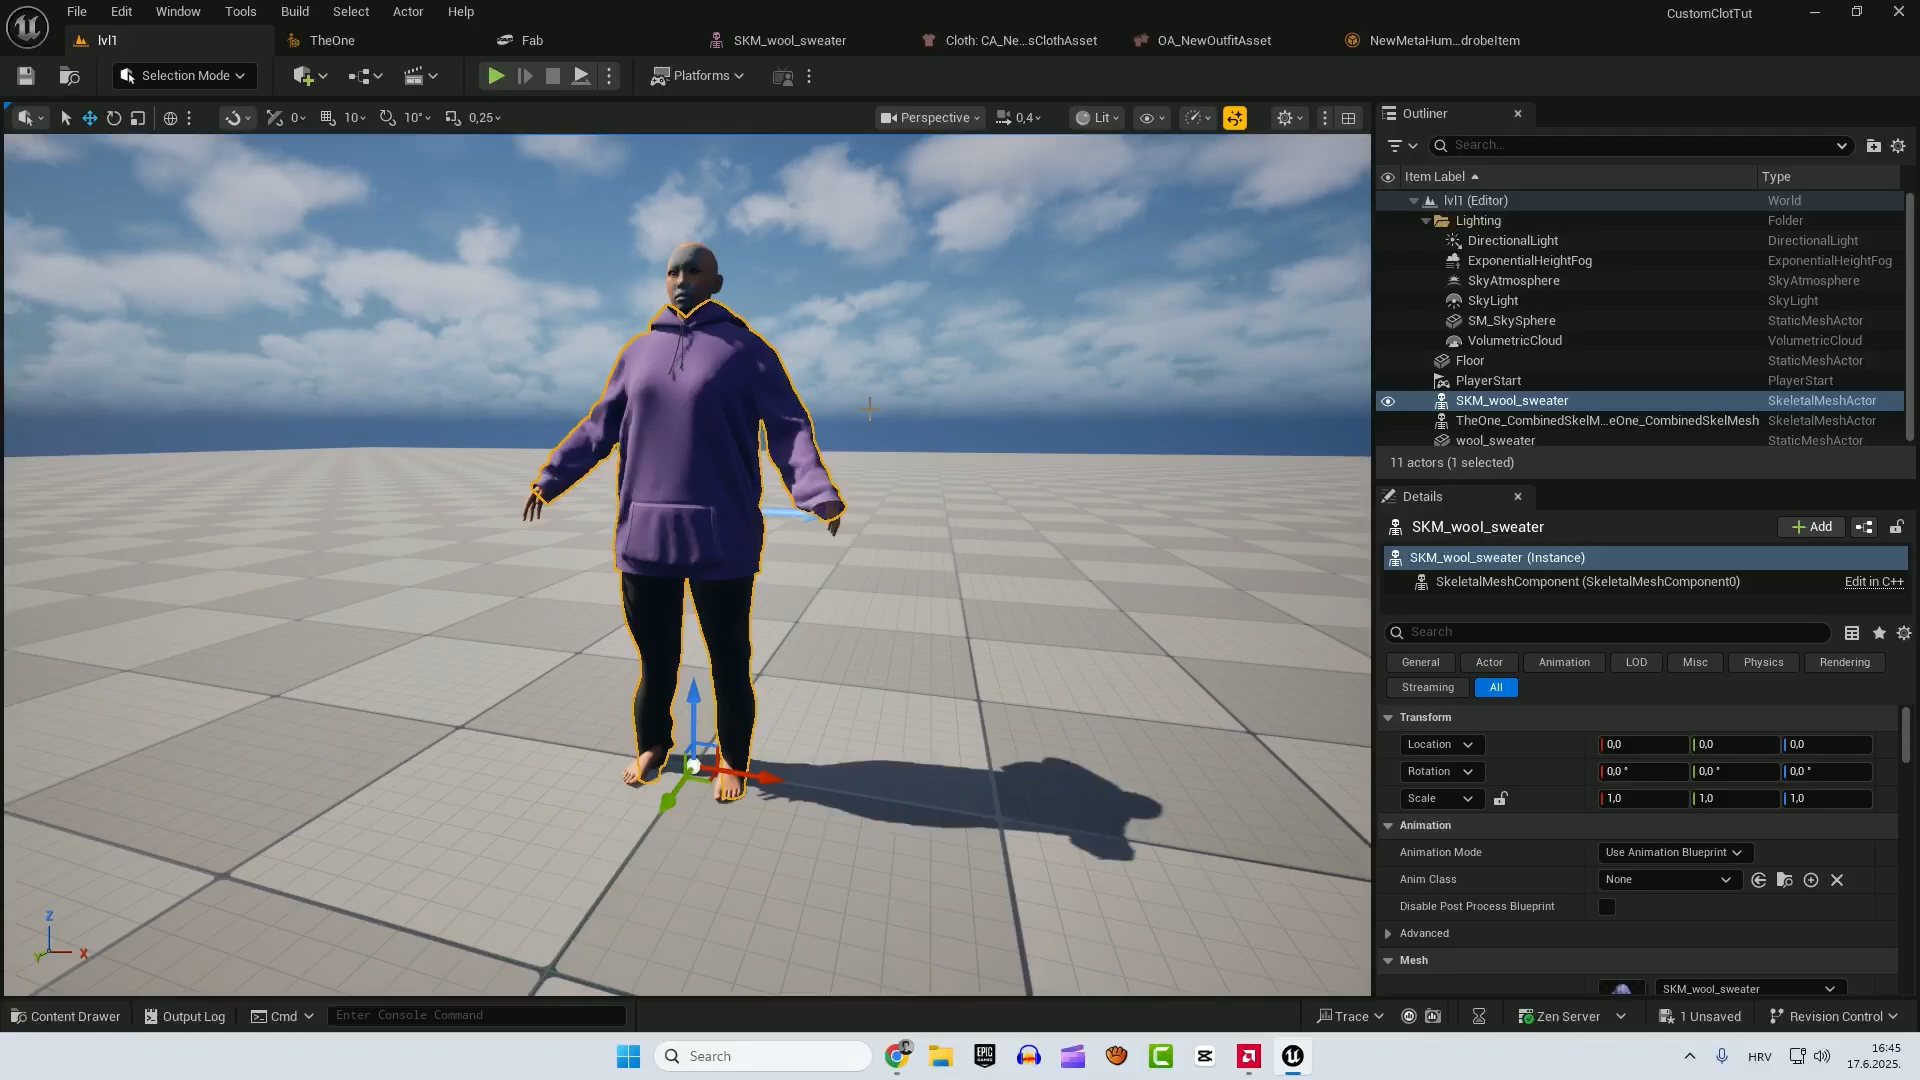 File Edit Window Tools Build Select Actor Help
CustomClotTut
lvl1
TheOne
Fab
SKM_wool_sweater
Cloth: CA_Ne...sClothAsset
OA_NewOutfitAsset
NewMetaHum...drobeItem
Selection Mode
Platforms
0
10
10°
0,25
Perspective
0,4
Lit
Outliner
Search...
Item Label
Type
lvl1 (Editor) World
Lighting Folder
DirectionalLight DirectionalLight
ExponentialHeightFog ExponentialHeightFog
SkyAtmosphere SkyAtmosphere
SkyLight SkyLight
SM_SkySphere StaticMeshActor
VolumetricCloud VolumetricCloud
Floor StaticMeshActor
PlayerStart PlayerStart
SKM_wool_sweater SkeletalMeshActor
TheOne_CombinedSkelM...eOne_CombinedSkelMesh SkeletalMeshActor
wool_sweater StaticMeshActor
11 actors (1 selected)
Details
SKM_wool_sweater
Add
SKM_wool_sweater (Instance)
SkeletalMeshComponent (SkeletalMeshComponent0)
Edit in C++
Search
General Actor Animation LOD Misc Physics Rendering
Streaming All
Transform
Location 0,0 0,0 0,0
Rotation 0,0 ° 0,0 ° 0,0 °
Scale 1,0 1,0 1,0
Animation
Animation Mode Use Animation Blueprint
Anim Class None
Disable Post Process Blueprint
Advanced
Mesh
SKM_wool_sweater
Z
Y
X
Content Drawer
Output Log
Cmd
Enter Console Command
Trace
Zen Server
1 Unsaved
Revision Control
Search
EPIC GAMES
HRV
16:45
17.6.2025.